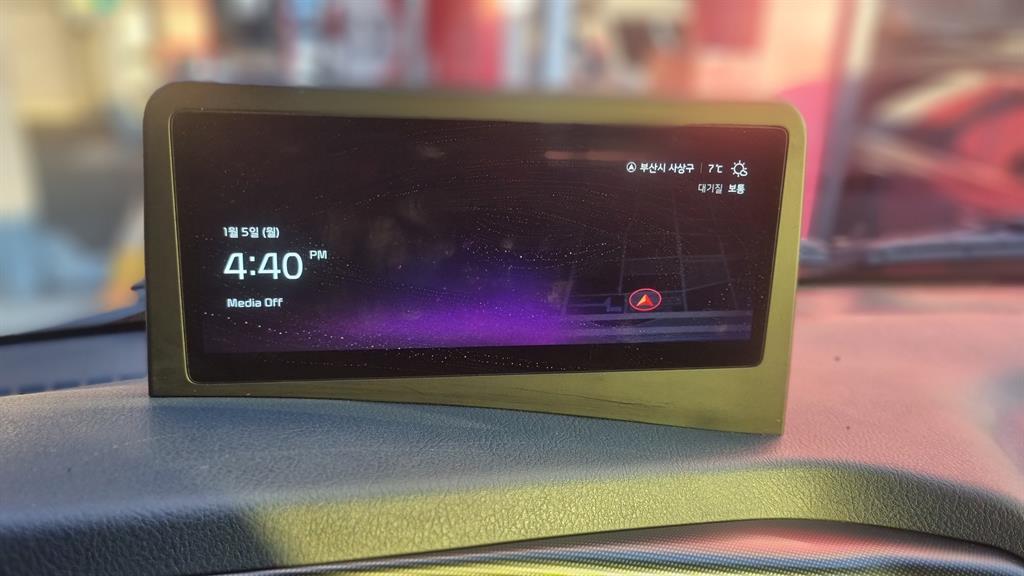 부산시 사상구 7℃
대기질 보통
1월 5일 (월)
4:40 PM
Media Off